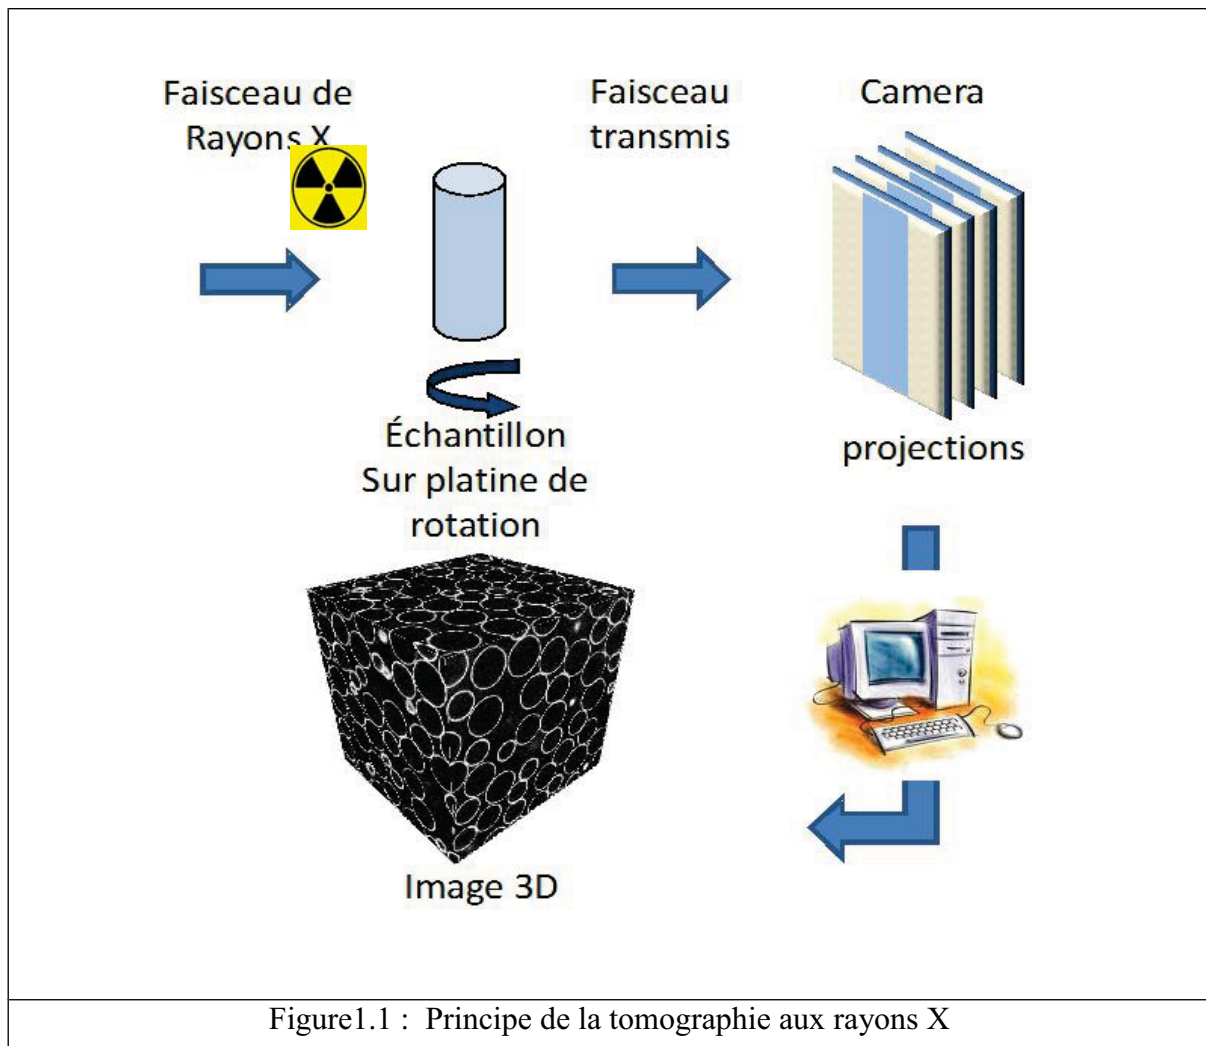 Faisceau de
Rayons X
Faisceau
transmis
Camera
Échantillon
Sur platine de
rotation
projections
Image 3D
Figure1.1 : Principe de la tomographie aux rayons X